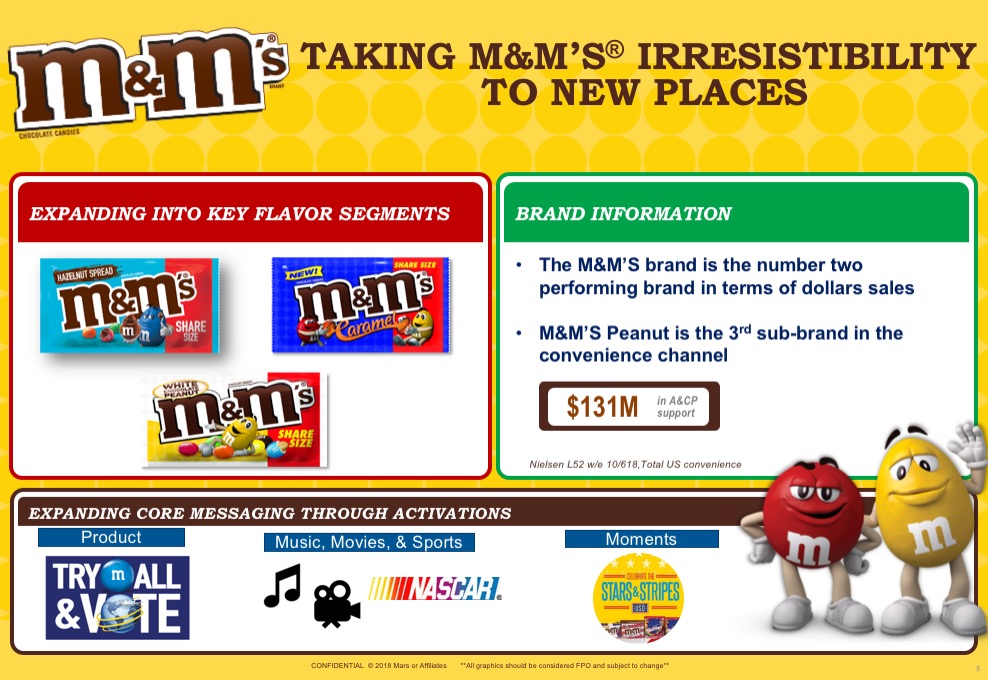 m&m's®
BRAND
CHOCOLATE CANDIES
TAKING M&M'S® IRRESISTIBILITY
TO NEW PLACES
EXPANDING INTO KEY FLAVOR SEGMENTS
HAZELNUT SPREAD
m&m's
SHARE
SIZE
NEW!
SHARE SIZE
m&m's
Caramel
WHITE
CHOCOLATE
PEANUT
m&m's
SHARE
SIZE
BRAND INFORMATION
• The M&M'S brand is the number two
performing brand in terms of dollars sales
• M&M'S Peanut is the 3rd sub-brand in the
convenience channel
$131M
in A&CP
support
Nielsen L52 w/e 10/618,Total US convenience
m
m
EXPANDING CORE MESSAGING THROUGH ACTIVATIONS
Product
TRY m ALL
& VOTE
Music, Movies, & Sports
NASCAR®
Moments
CELEBRATE THE
STARS & STRIPES
USO
CONFIDENTIAL © 2018 Mars or Affiliates **All graphics should be considered FPO and subject to change**
5